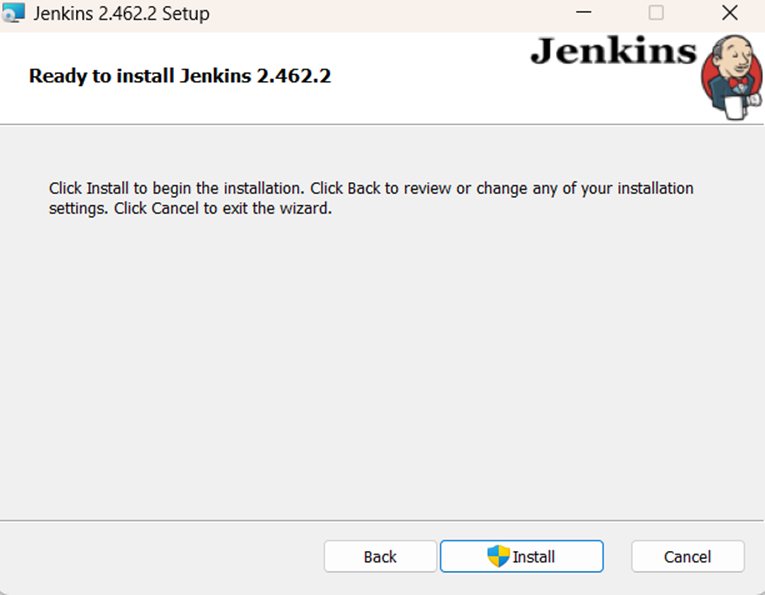 Jenkins 2.462.2 Setup
Jenkins
Ready to install Jenkins 2.462.2
Click Install to begin the installation. Click Back to review or change any of your installation
settings. Click Cancel to exit the wizard.
Back
Install
Cancel